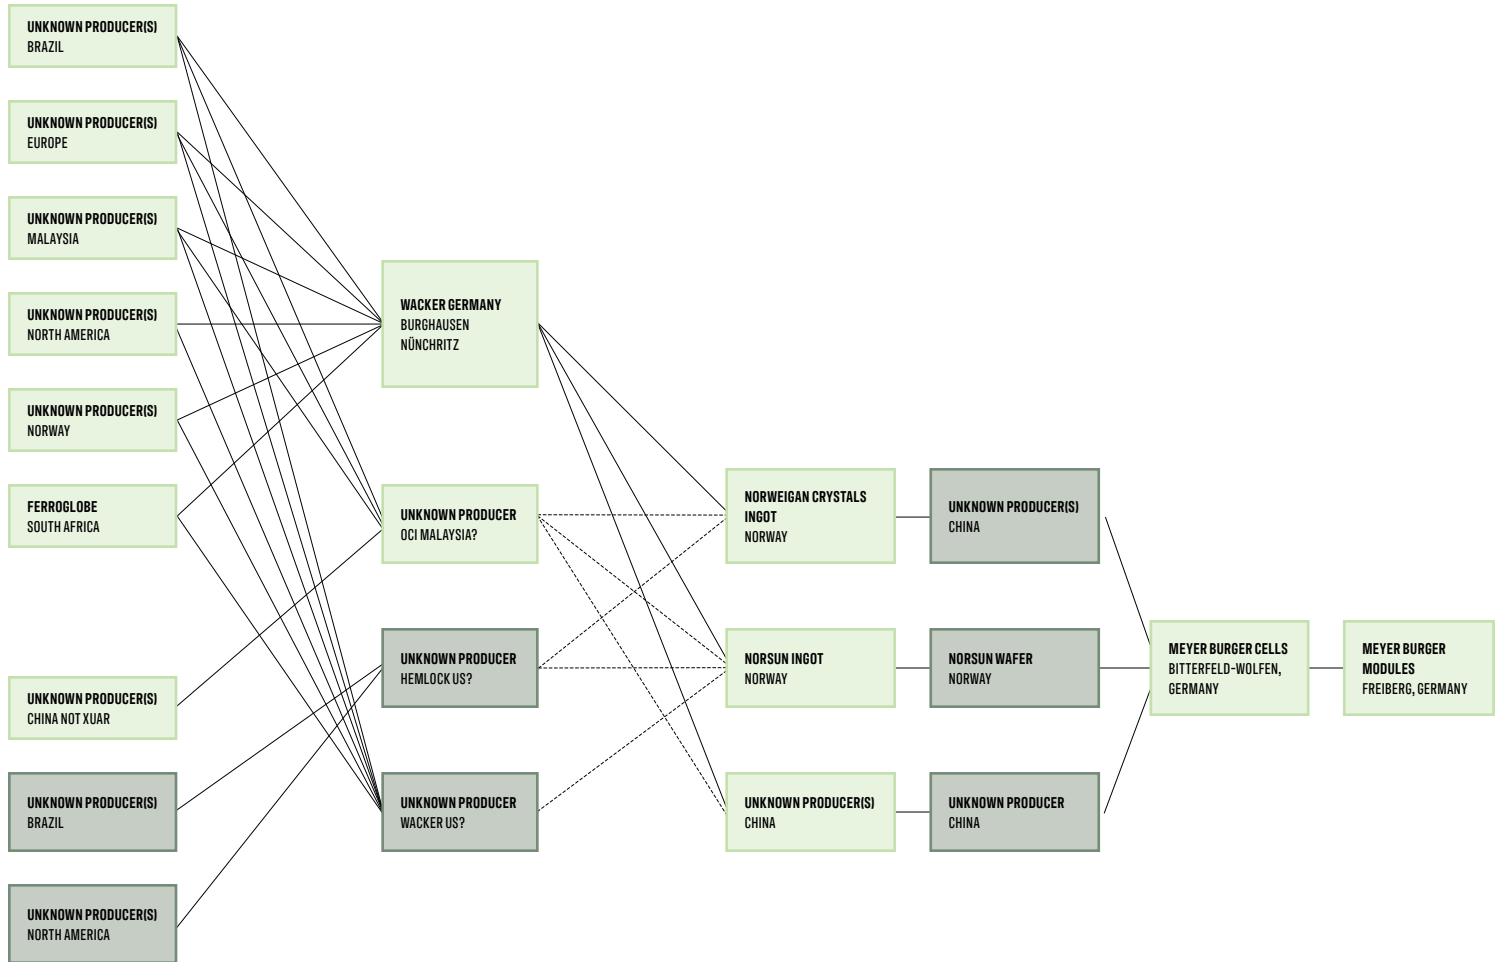 UNKNOWN PRODUCER(S)
BRAZIL
UNKNOWN PRODUCER(S)
EUROPE
UNKNOWN PRODUCER(S)
MALAYSIA
UNKNOWN PRODUCER(S)
NORTH AMERICA
UNKNOWN PRODUCER(S)
NORWAY
FERROGLOBE
SOUTH AFRICA
UNKNOWN PRODUCER(S)
CHINA NOT XUAR
UNKNOWN PRODUCER(S)
BRAZIL
UNKNOWN PRODUCER(S)
NORTH AMERICA
WACKER GERMANY
BURGHAUSEN
NÜNCHRITZ
UNKNOWN PRODUCER
OCI MALAYSIA?
UNKNOWN PRODUCER
HEMLOCK US?
UNKNOWN PRODUCER
WACKER US?
NORWEIGAN CRYSTALS
INGOT
NORWAY
NORSUN INGOT
NORWAY
UNKNOWN PRODUCER(S)
CHINA
UNKNOWN PRODUCER(S)
CHINA
NORSUN WAFER
NORWAY
UNKNOWN PRODUCER
CHINA
MEYER BURGER CELLS
BITTERFELD-WOLFEN,
GERMANY
MEYER BURGER
MODULES
FREIBERG, GERMANY